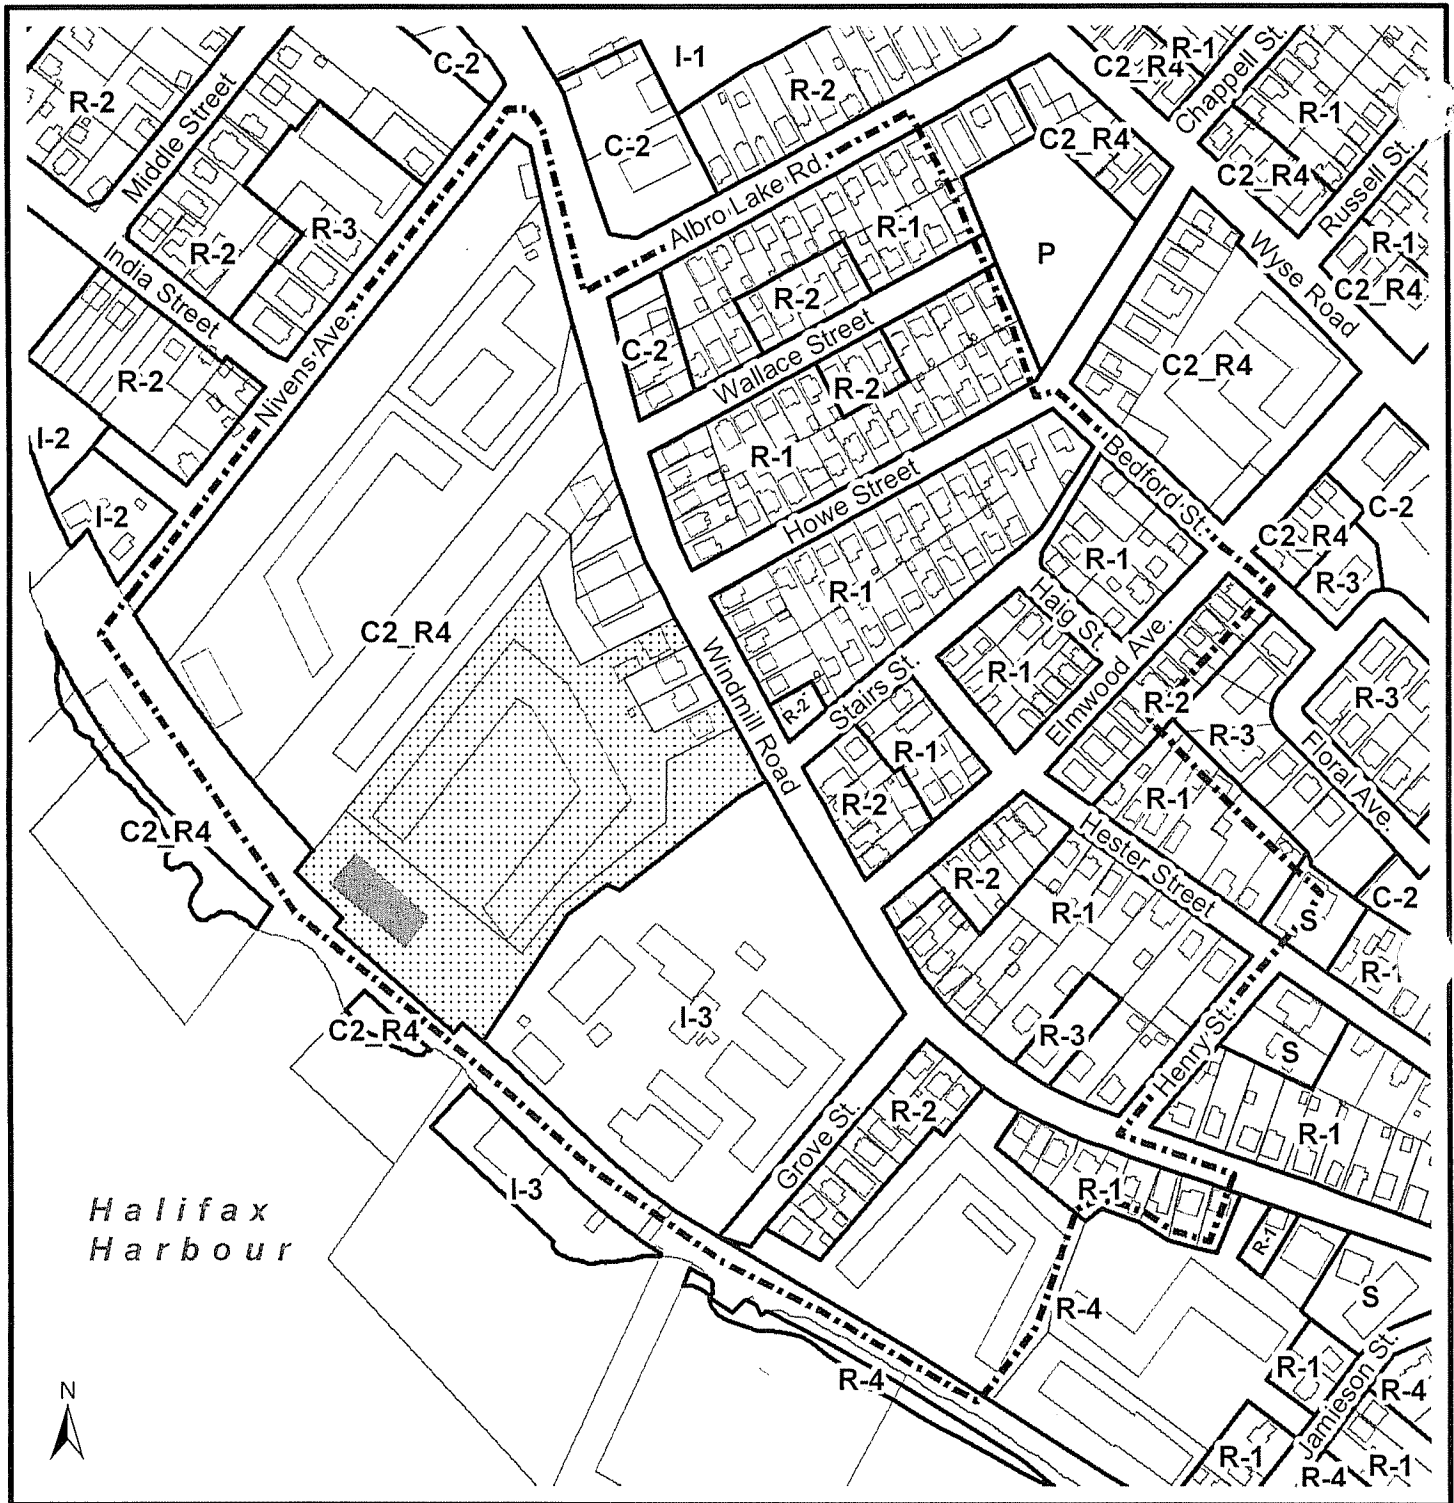 C-2
I-1
R-1
C2_R4
Chappell St.
R-2
Middle Street
R-2
C-2
C2_R4
R-1
Russell St.
C2_R4
R-3
R-2
Albro Lake Rd.
R-1
P
R-1
Wyse Road
C2_R4
India Street
Nivens Ave.
R-2
C-2
Wallace Street
C2_R4
R-2
R-2
I-2
R-1
Bedford St.
C-2
I-2
Howe Street
C2_R4
R-1
R-3
R-1
Haig St.
C2_R4
Windmill Road
Stairs St.
R-1
Elmwood Ave.
R-2
R-2
R-3
R-3
Floral Ave.
R-1
R-2
R-1
C2_R4
Hester Street
R-2
C-2
R-1
S
R-1
C2_R4
I-3
R-3
Henry St.
S
Grove St.
R-2
R-1
I-3
R-1
R-1
Halifax
Harbour
R-4
S
R-4
R-1
Jamieson St.
R-4
N
R-1
R-4
R-1